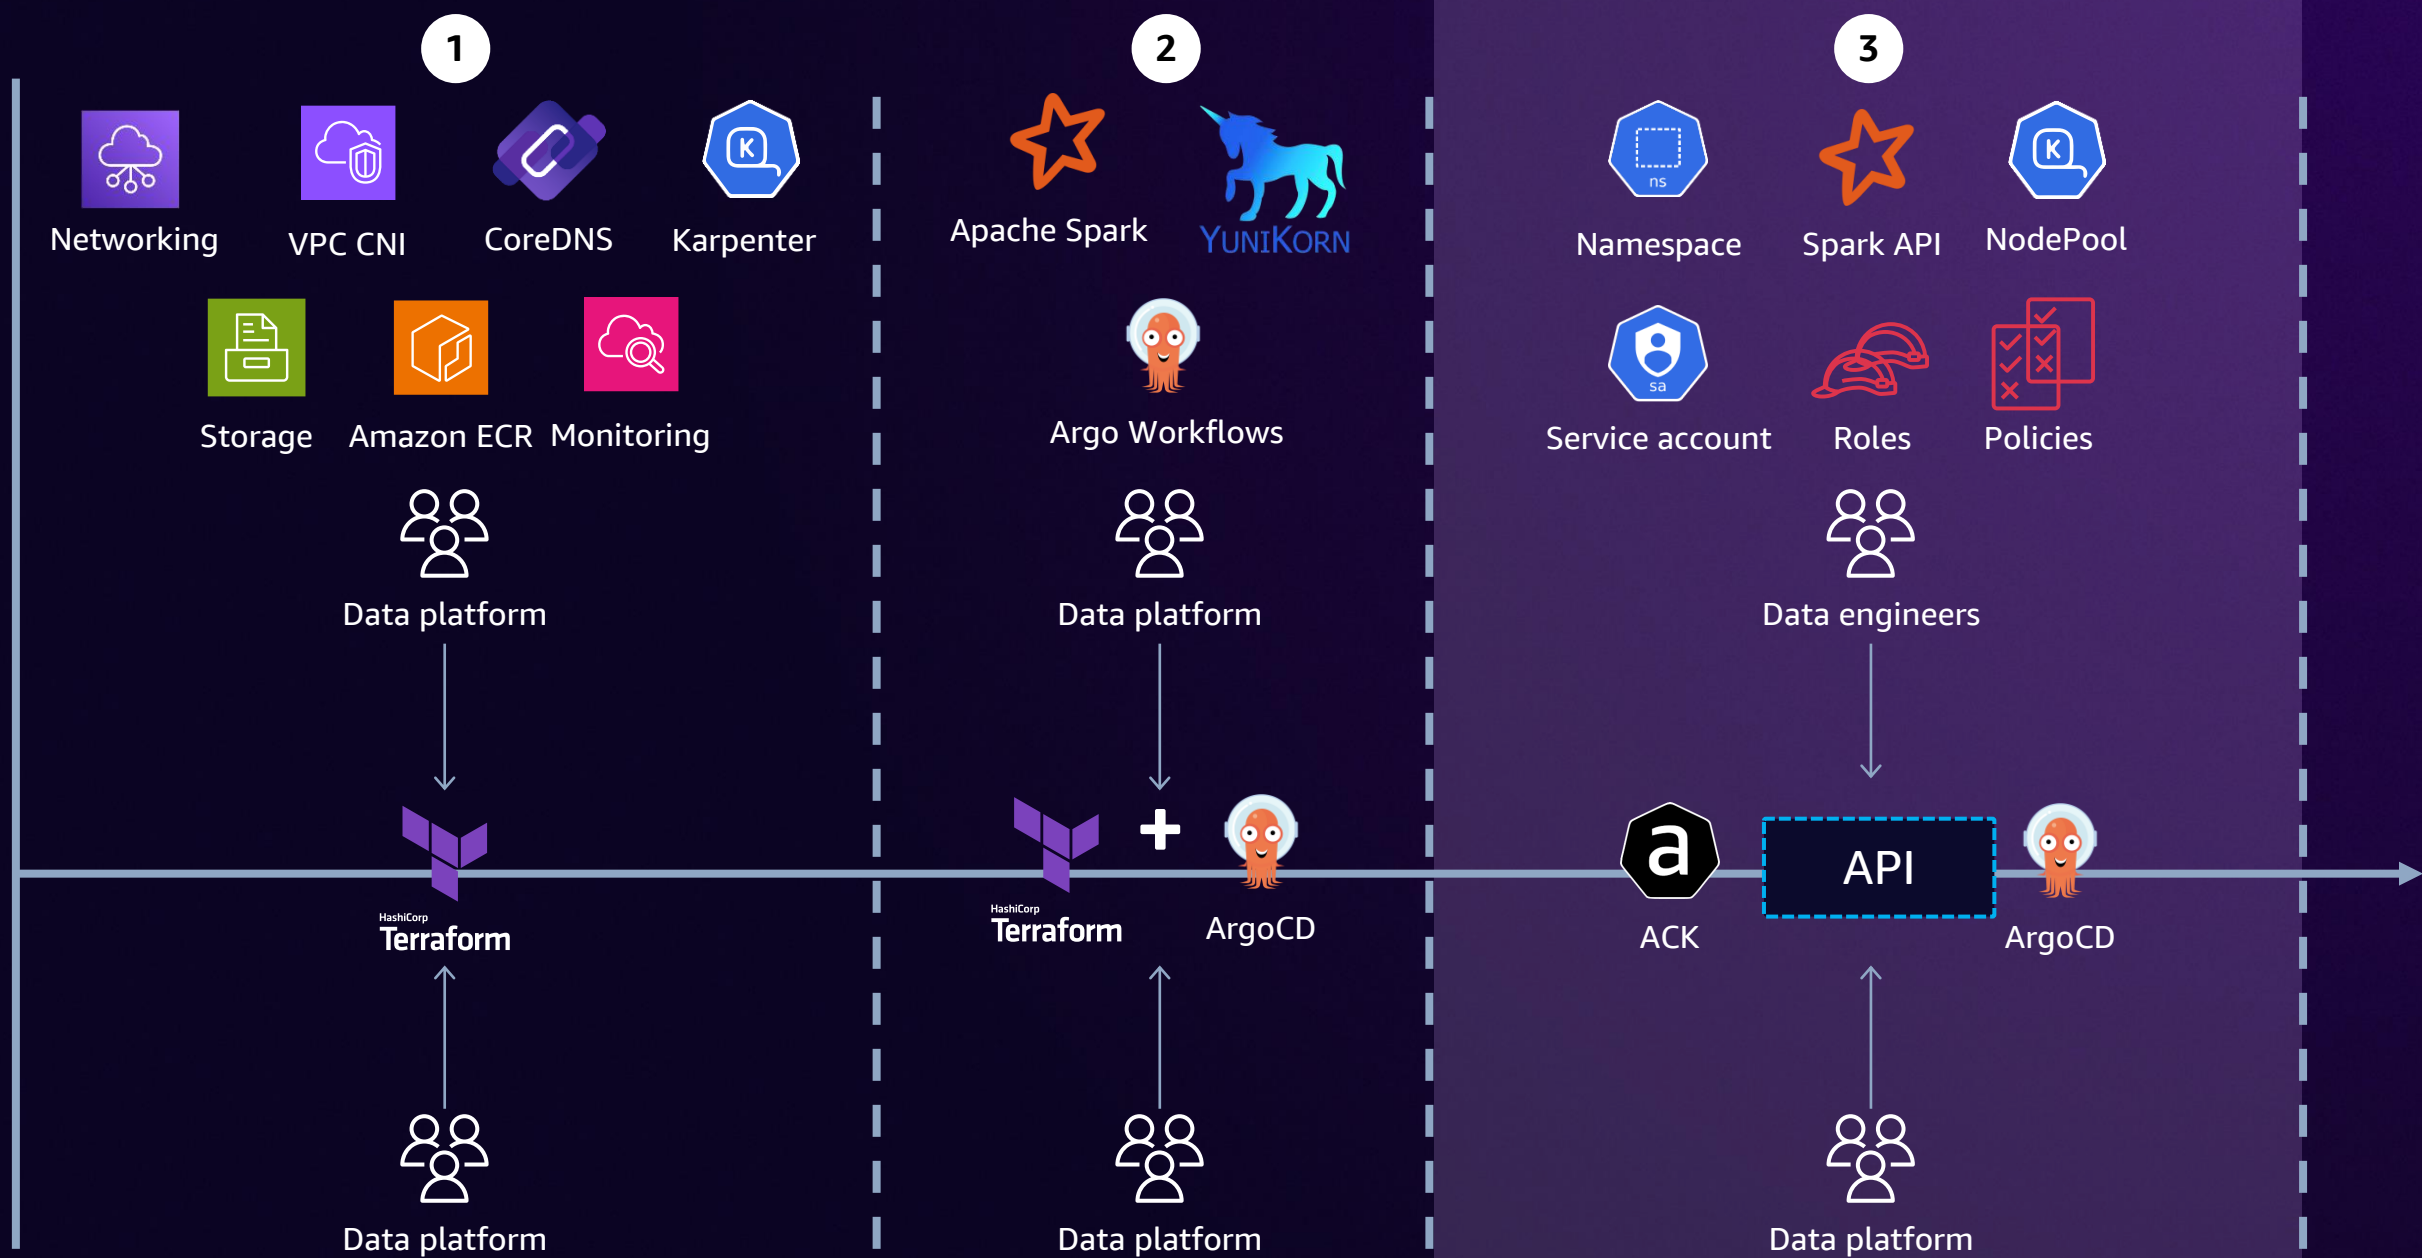 1
2
3
Networking
VPC CNI
CoreDNS
K
Karpenter
Storage
Amazon ECR
Monitoring
Data platform
HashiCorp
Terraform
Data platform
Apache Spark
YUNIKORN
Argo Workflows
Data platform
HashiCorp
Terraform
ArgoCD
Data platform
ns
Namespace
Spark API
K
NodePool
sa
Service account
Roles
Policies
Data engineers
a
ACK
API
ArgoCD
Data platform